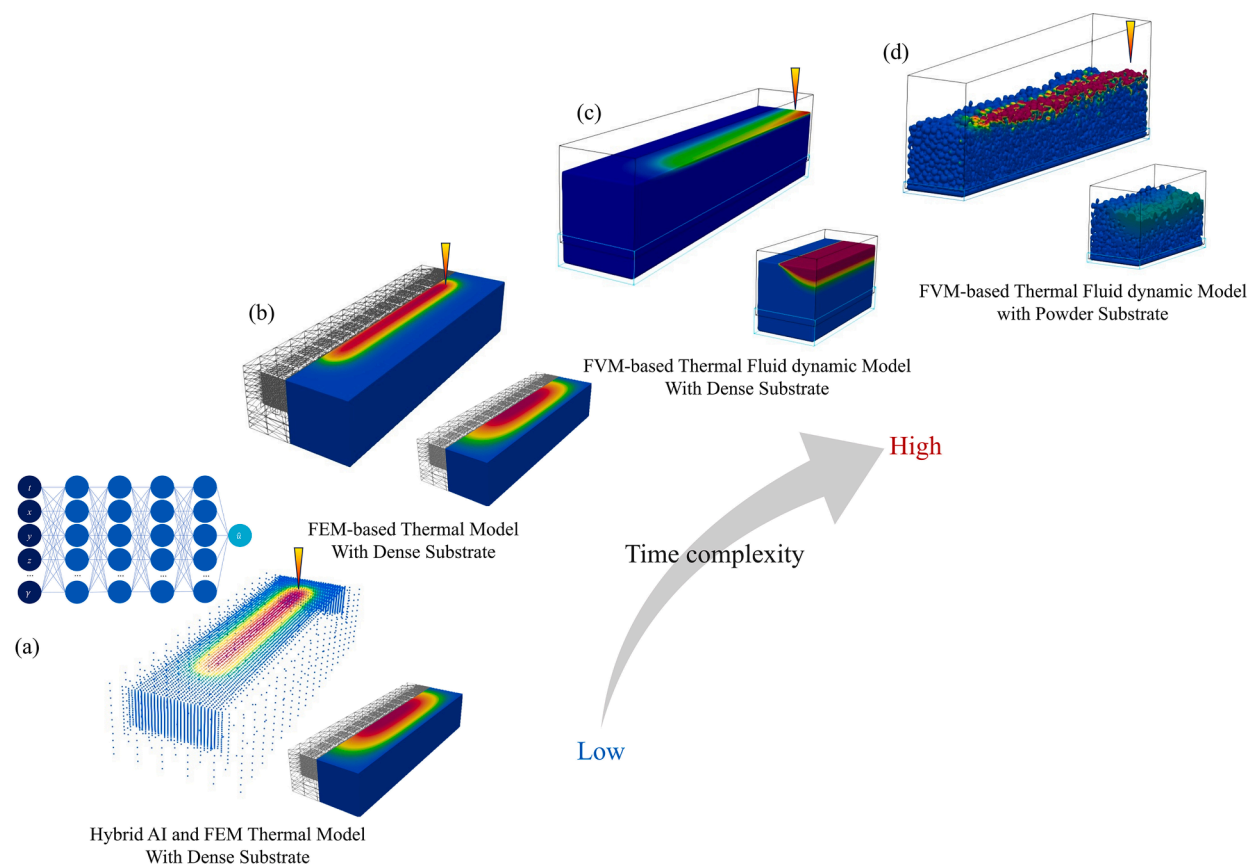 (d)
(c)
FVM-based Thermal Fluid dynamic Model
with Powder Substrate
(b)
FVM-based Thermal Fluid dynamic Model
With Dense Substrate
High
t
x
y
z
...
γ
... ... ... ...
û
FEM-based Thermal Model
With Dense Substrate
Time complexity
(a)
Low
Hybrid AI and FEM Thermal Model
With Dense Substrate